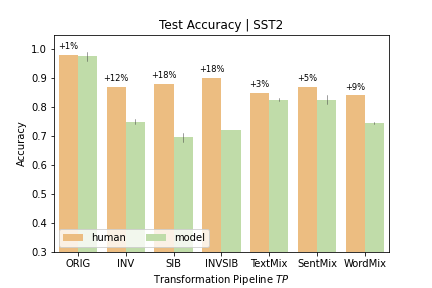 Test Accuracy | SST2
1.0
0.9
0.8
0.7
0.6
0.5
0.4
0.3
Accuracy
+1%
+12%
+18%
+18%
+3%
+5%
+9%
human
model
ORIG
INV
SIB
INVSIB
TextMix
SentMix
WordMix
Transformation Pipeline TP